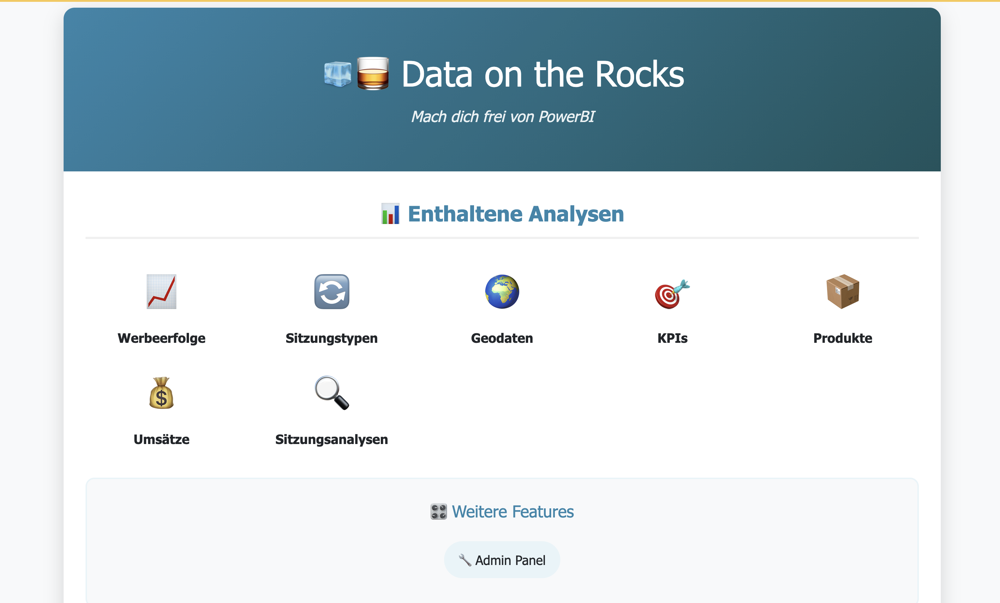 Data on the Rocks
Mach dich frei von PowerBI
Enthaltene Analysen
Werbeerfolge
Sitzungstypen
Geodaten
KPIs
Produkte
$
Umsätze
Sitzungsanalysen
Weitere Features
Admin Panel